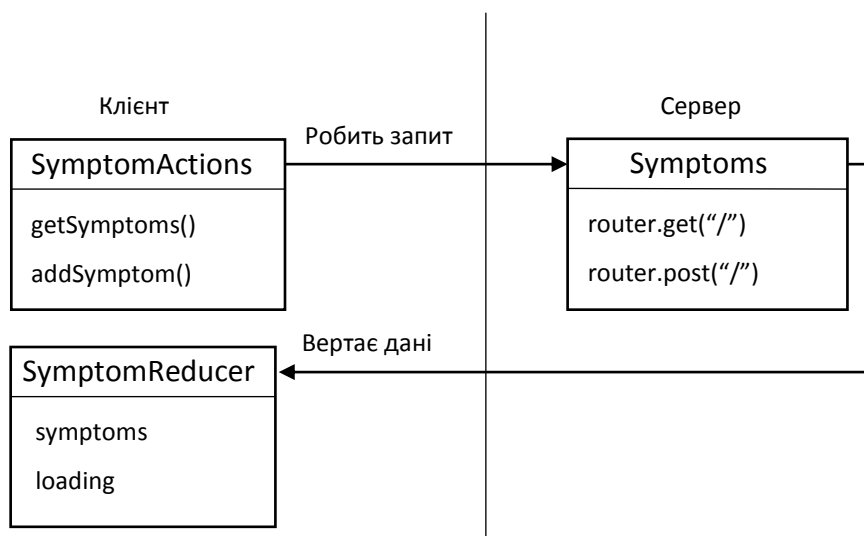 Клієнт
Сервер
Робить запит
SymptomActions
getSymptoms()
addSymptom()
Symptoms
router.get(“/”)
router.post(“/”)
Вертає дані
SymptomReducer
symptoms
loading